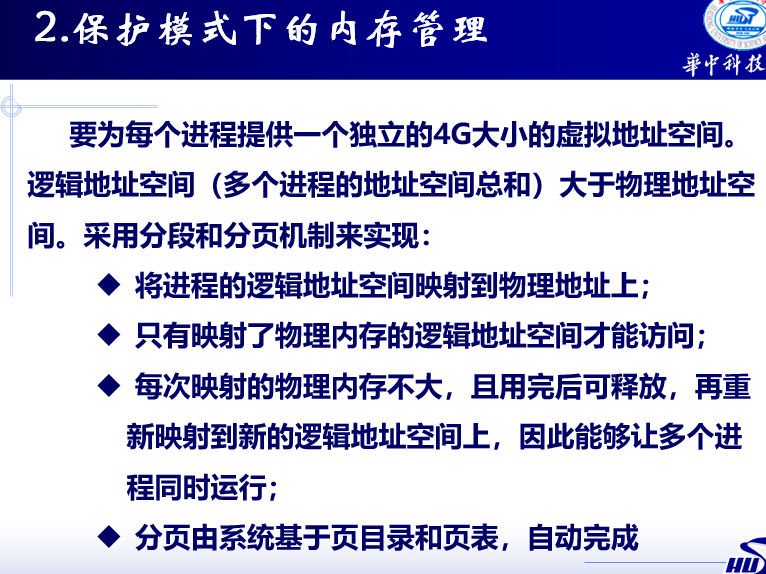 2.保护模式下的内存管理
華中科技
要为每个进程提供一个独立的4G大小的虚拟地址空间。
逻辑地址空间（多个进程的地址空间总和）大于物理地址空
间。采用分段和分页机制来实现：
◆ 将进程的逻辑地址空间映射到物理地址上；
◆ 只有映射了物理内存的逻辑地址空间才能访问；
◆ 每次映射的物理内存不大，且用完后可释放，再重
新映射到新的逻辑地址空间上，因此能够让多个进
程同时运行；
◆ 分页由系统基于页目录和页表，自动完成
HU